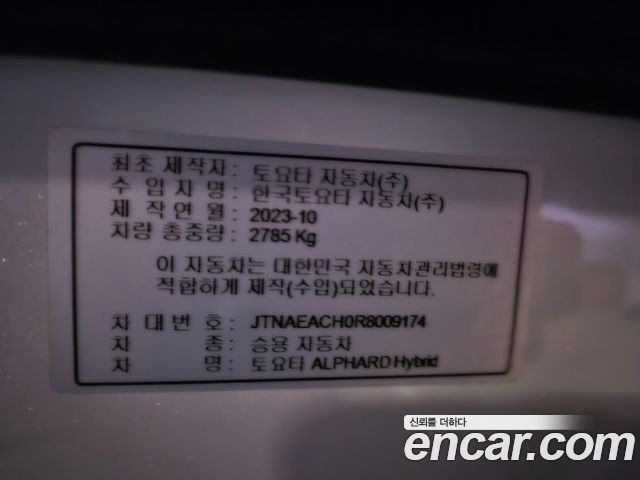 최초 제작자 : 토요타 자동차(주)
수 입 자 명 : 한국토요타 자동차(주)
제 작 연 월 : 2023-10
차량 총중량 : 2785 Kg
이 자동차는 대한민국 자동차관리법령에
적합하게 제작(수입)되었습니다.
차 대 번 호 : JTNAEACH0R8009174
차 종 : 승용 자동차
차 명 : 토요타 ALPHARD Hybrid
신뢰를 더하다
encar.com